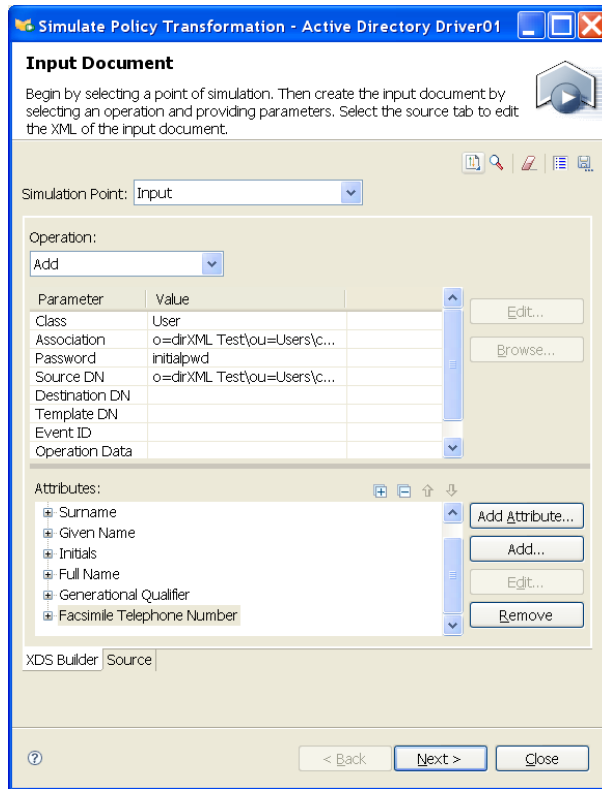 Simulate Policy Transformation - Active Directory Driver01
Input Document
Begin by selecting a point of simulation. Then create the input document by
selecting an operation and providing parameters. Select the source tab to edit
the XML of the input document.
Simulation Point: Input
Operation:
Add
Parameter Value
Class User
Association o=dirXML Test\ou=Users\c...
Password initialpwd
Source DN o=dirXML Test\ou=Users\c...
Destination DN
Template DN
Event ID
Operation Data
Edit...
Browse...
Attributes:
Surname
Given Name
Initials
Full Name
Generational Qualifier
Facsimile Telephone Number
Add Attribute...
Add...
Edit...
Remove
XDS Builder Source
< Back Next > Close